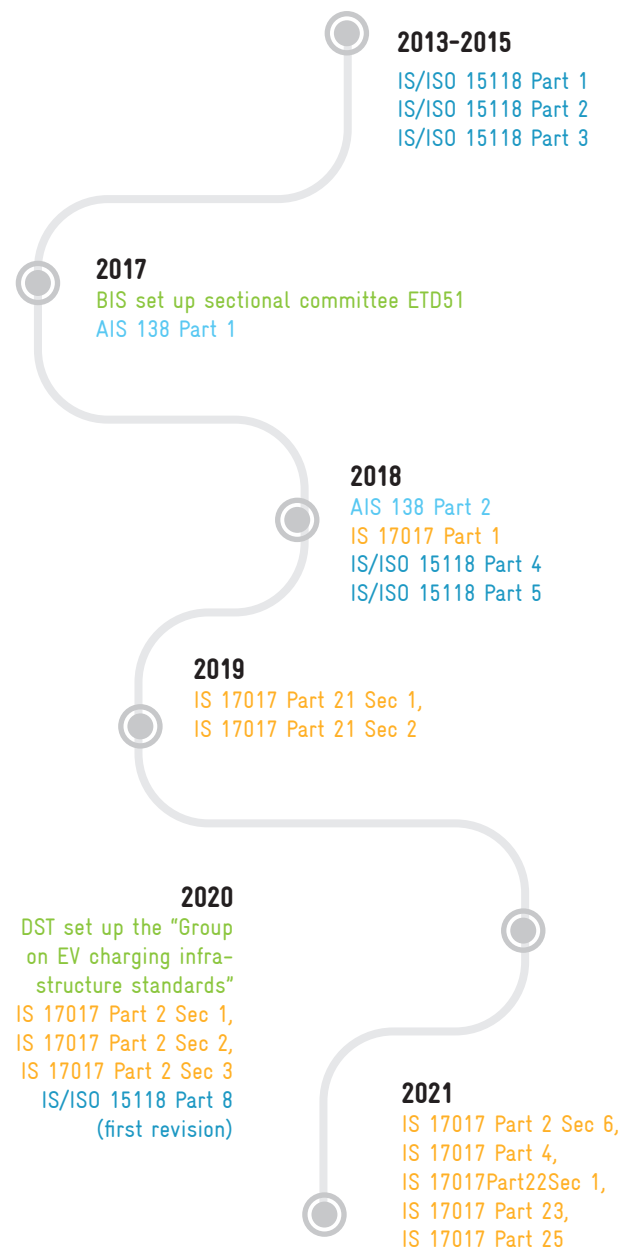 2013-2015
IS/ISO 15118 Part 1
IS/ISO 15118 Part 2
IS/ISO 15118 Part 3
2017
BIS set up sectional committee ETD51
AIS 138 Part 1
2018
AIS 138 Part 2
IS 17017 Part 1
IS/ISO 15118 Part 4
IS/ISO 15118 Part 5
2019
IS 17017 Part 21 Sec 1,
IS 17017 Part 21 Sec 2
2020
DST set up the “Group
on EV charging infra-
structure standards”
IS 17017 Part 2 Sec 1,
IS 17017 Part 2 Sec 2,
IS 17017 Part 2 Sec 3
IS/ISO 15118 Part 8
(first revision)
2021
IS 17017 Part 2 Sec 6,
IS 17017 Part 4,
IS 17017Part22Sec 1,
IS 17017 Part 23,
IS 17017 Part 25